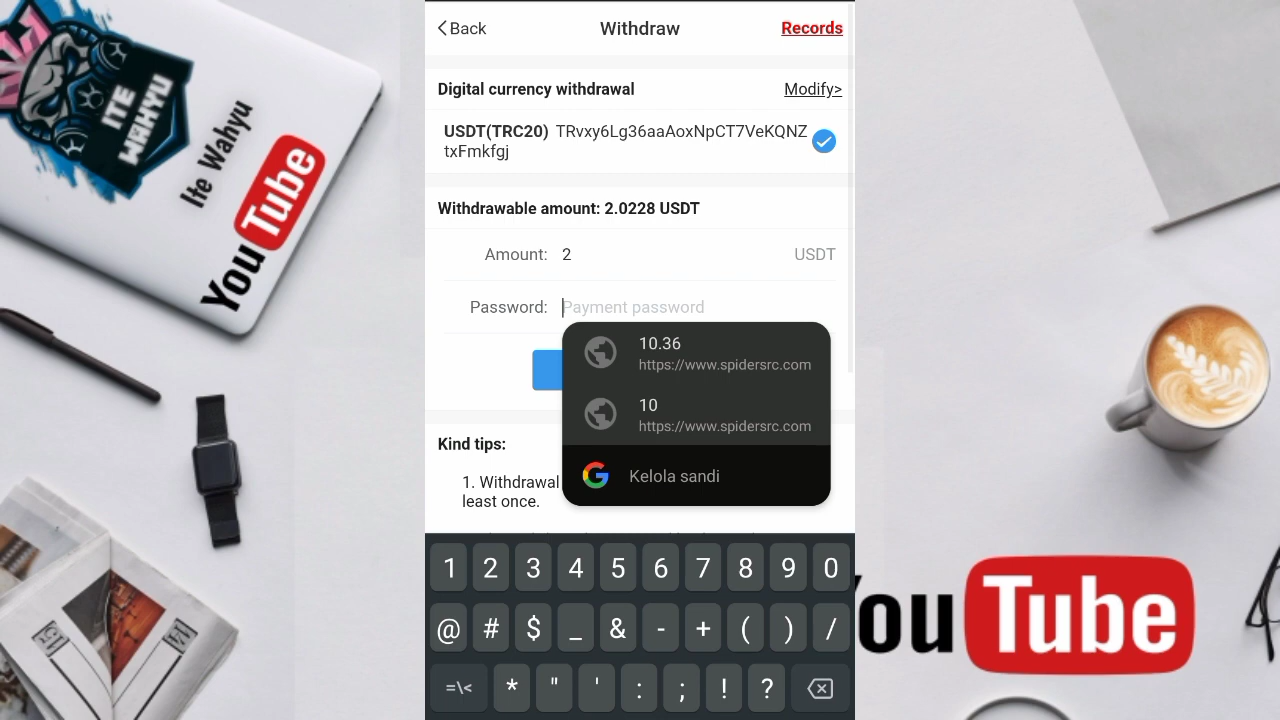 ITE
WAHYU
Ite Wahyu
YouTube
Back
Withdraw
Records
Digital currency withdrawal
Modify>
USDT(TRC20) TRvxy6Lg36aaAoxNpCT7VeKQNZ
txFmkfgj
Withdrawable amount: 2.0228 USDT
Amount: 2 USDT
Password: Payment password
10.36
https://www.spidersrc.com
10
https://www.spidersrc.com
Kelola sandi
Kind tips:
1. Withdrawal
least once.
1 2 3 4 5 6 7 8 9 0
@ # $ _ & - + ( ) /
=\< * " ' : ; ! ?
ouTube